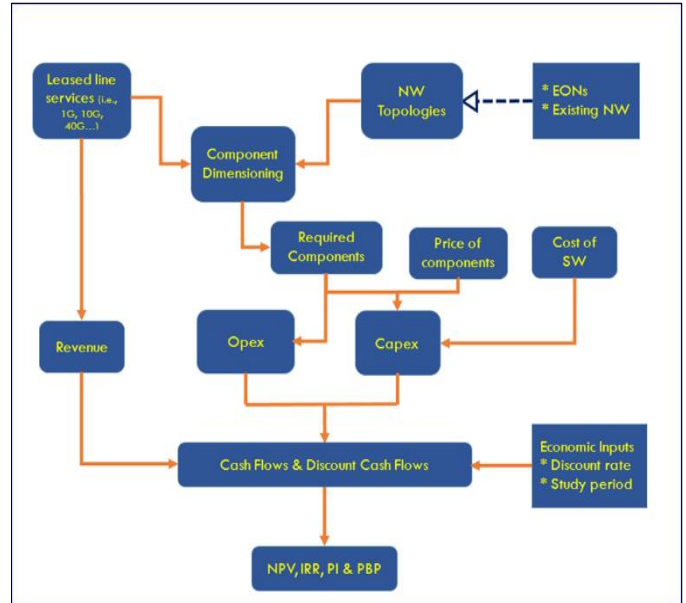 Leased line
services (i.e.,
1G, 10G,
40G...)
NW
Topologies
* EONs
* Existing NW
Component
Dimensioning
Required
Components
Price of
components
Cost of
SW
Revenue
Opex
Capex
Cash Flows & Discount Cash Flows
Economic Inputs
* Discount rate
* Study period
NPV, IRR, PI & PBP